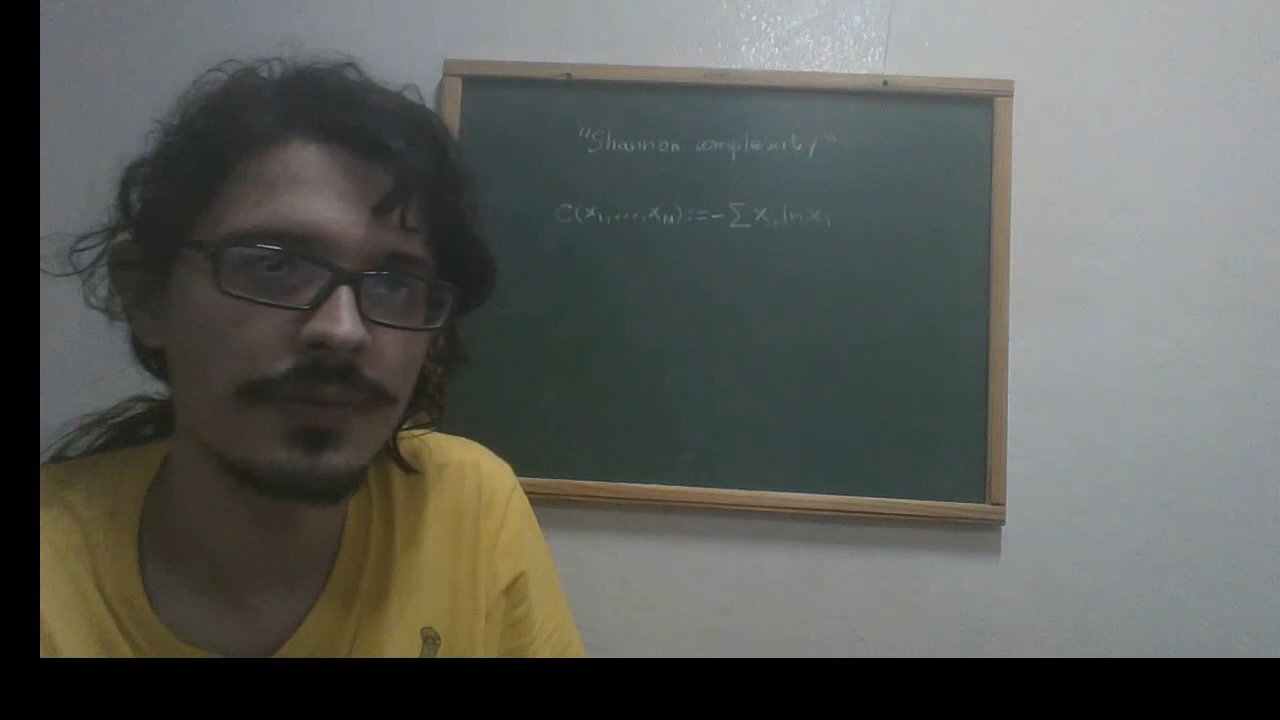 "Shannon complexity"
C(x₁,...,x_N) := -∑ xᵢ ln xᵢ